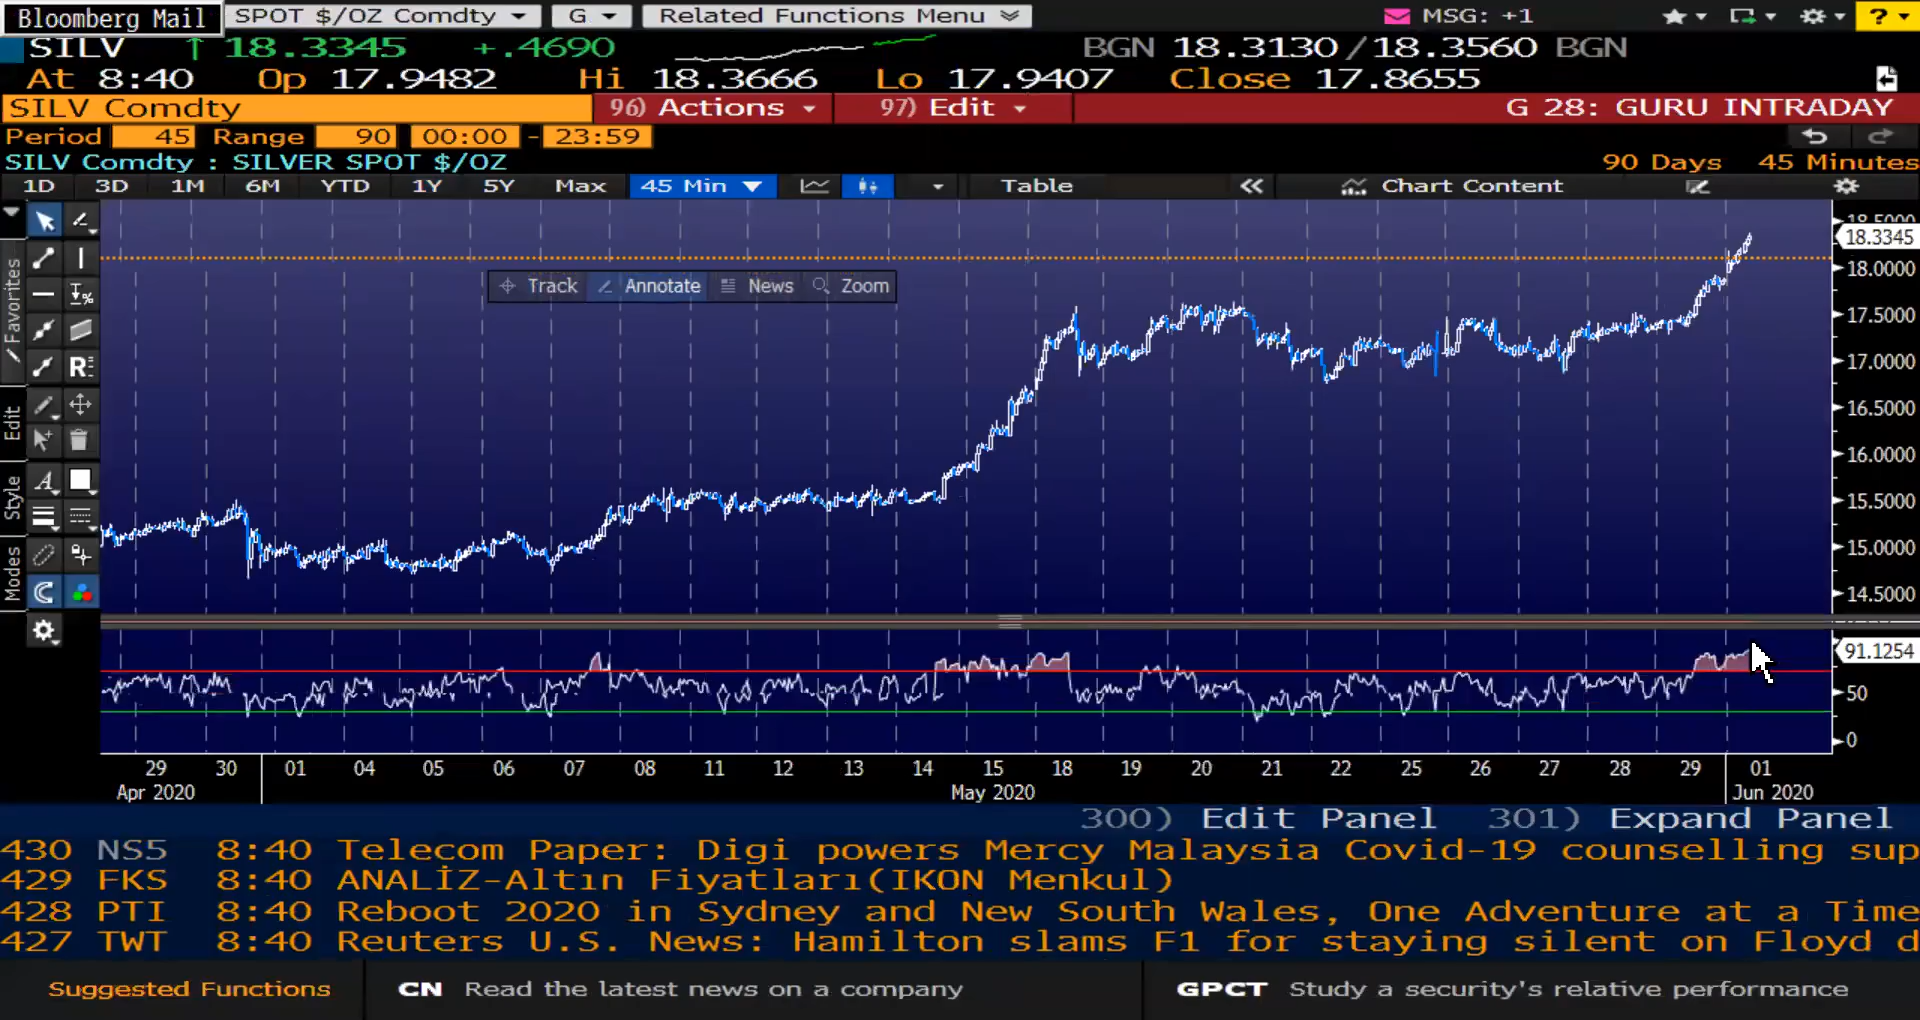 Bloomberg Mail SPOT $/OZ Comdty G Related Functions Menu MSG: +1 ?
SILV ↑ 18.3345 +.4690 BGN 18.3130/18.3560 BGN
At 8:40 Op 17.9482 Hi 18.3666 Lo 17.9407 Close 17.8655
SILV Comdty 96) Actions 97) Edit G 28: GURU INTRADAY
Period 45 Range 90 00:00 - 23:59
SILV Comdty : SILVER SPOT $/OZ 90 Days 45 Minutes
1D 3D 1M 6M YTD 1Y 5Y Max 45 Min Table « Chart Content
Favorites
Edit
Style
Modes
R
A
Track Annotate News Zoom
18.5000
18.3345
18.0000
17.5000
17.0000
16.5000
16.0000
15.5000
15.0000
14.5000
91.1254
50
0
29 30 01 04 05 06 07 08 11 12 13 14 15 18 19 20 21 22 25 26 27 28 29 01
Apr 2020 May 2020 Jun 2020
300) Edit Panel 301) Expand Panel
430 NS5 8:40 Telecom Paper: Digi powers Mercy Malaysia Covid-19 counselling sup
429 FKS 8:40 ANALİZ-Altın Fiyatları(IKON Menkul)
428 PTI 8:40 Reboot 2020 in Sydney and New South Wales, One Adventure at a Time
427 TWT 8:40 Reuters U.S. News: Hamilton slams F1 for staying silent on Floyd d
Suggested Functions CN Read the latest news on a company GPCT Study a security's relative performance